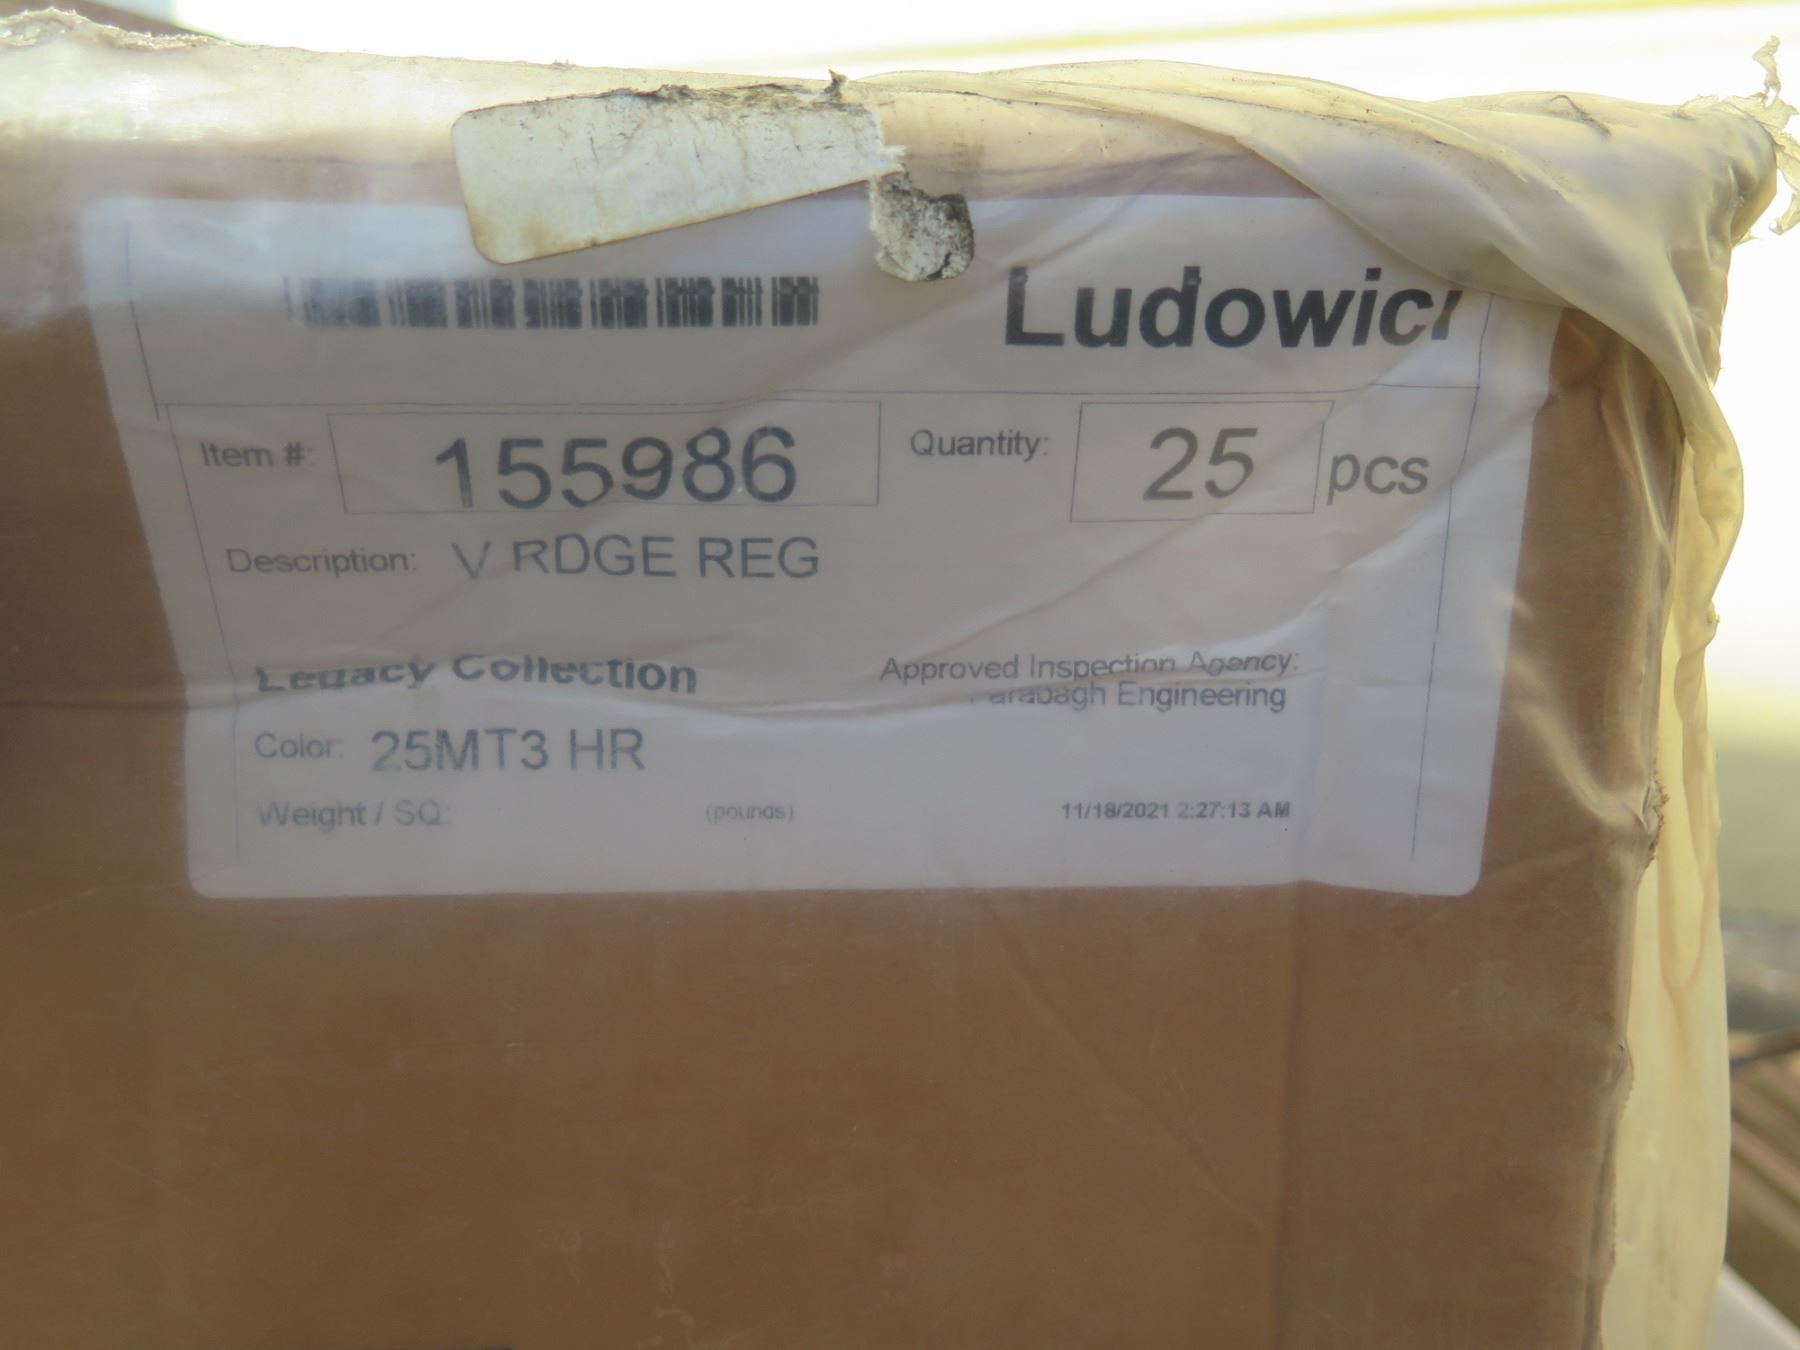 Ludowici
Item #: 155986 Quantity: 25 pcs
Description: V RDGE REG
Legacy Collection
Approved Inspection Agency:
Farabagh Engineering
Color: 25MT3 HR
Weight / SQ: (pounds)
11/18/2021 2:27:13 AM